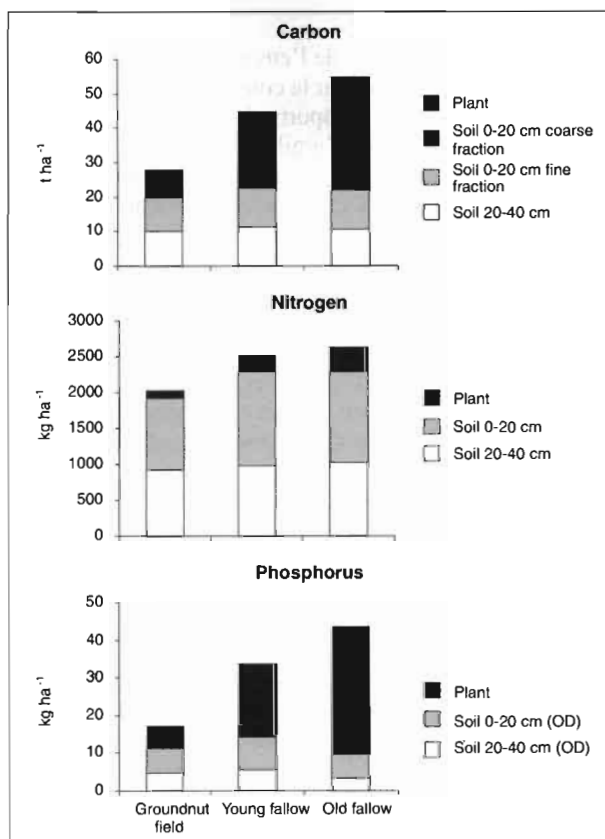 Carbon
60
50
40
30
20
10
0
t ha⁻¹
Plant
Soil 0-20 cm coarse
fraction
Soil 0-20 cm fine
fraction
Soil 20-40 cm
Nitrogen
3000
2500
2000
1500
1000
500
0
kg ha⁻¹
Plant
Soil 0-20 cm
Soil 20-40 cm
Phosphorus
50
40
30
20
10
0
kg ha⁻¹
Plant
Soil 0-20 cm (OD)
Soil 20-40 cm (OD)
Groundnut
field
Young fallow
Old fallow